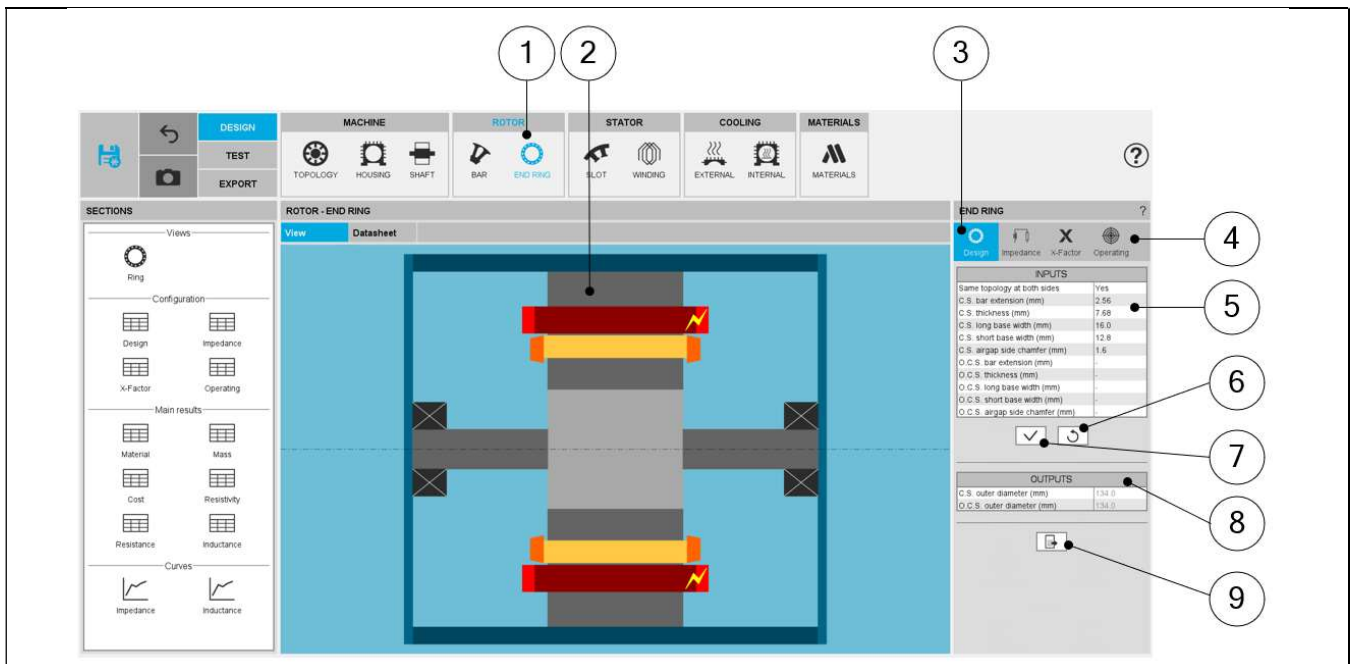 1
2
3
DESIGN
TEST
EXPORT
MACHINE
TOPOLOGY HOUSING SHAFT
ROTOR
BAR END RING
STATOR
SLOT WINDING
COOLING
EXTERNAL INTERNAL
MATERIALS
MATERIALS
?
SECTIONS
Views
Ring
Configuration
Design Impedance
X-Factor Operating
Main results
Material Mass
Cost Resistivity
Resistance Inductance
Curves
Impedance Inductance
ROTOR - END RING
View Datasheet
END RING ?
Design Impedance X-Factor Operating
4
INPUTS
Same topology at both sides Yes
C.S. bar extension (mm) 2.56
5
C.S. thickness (mm) 7.68
C.S. long base width (mm) 16.0
C.S. short base width (mm) 12.8
C.S. airgap side chamfer (mm) 1.6
O.C.S. bar extension (mm) -
O.C.S. thickness (mm) -
O.C.S. long base width (mm) -
O.C.S. short base width (mm) -
O.C.S. airgap side chamfer (mm) -
6
7
OUTPUTS
C.S. outer diameter (mm) 134.0
O.C.S. outer diameter (mm) 134.0
8
9